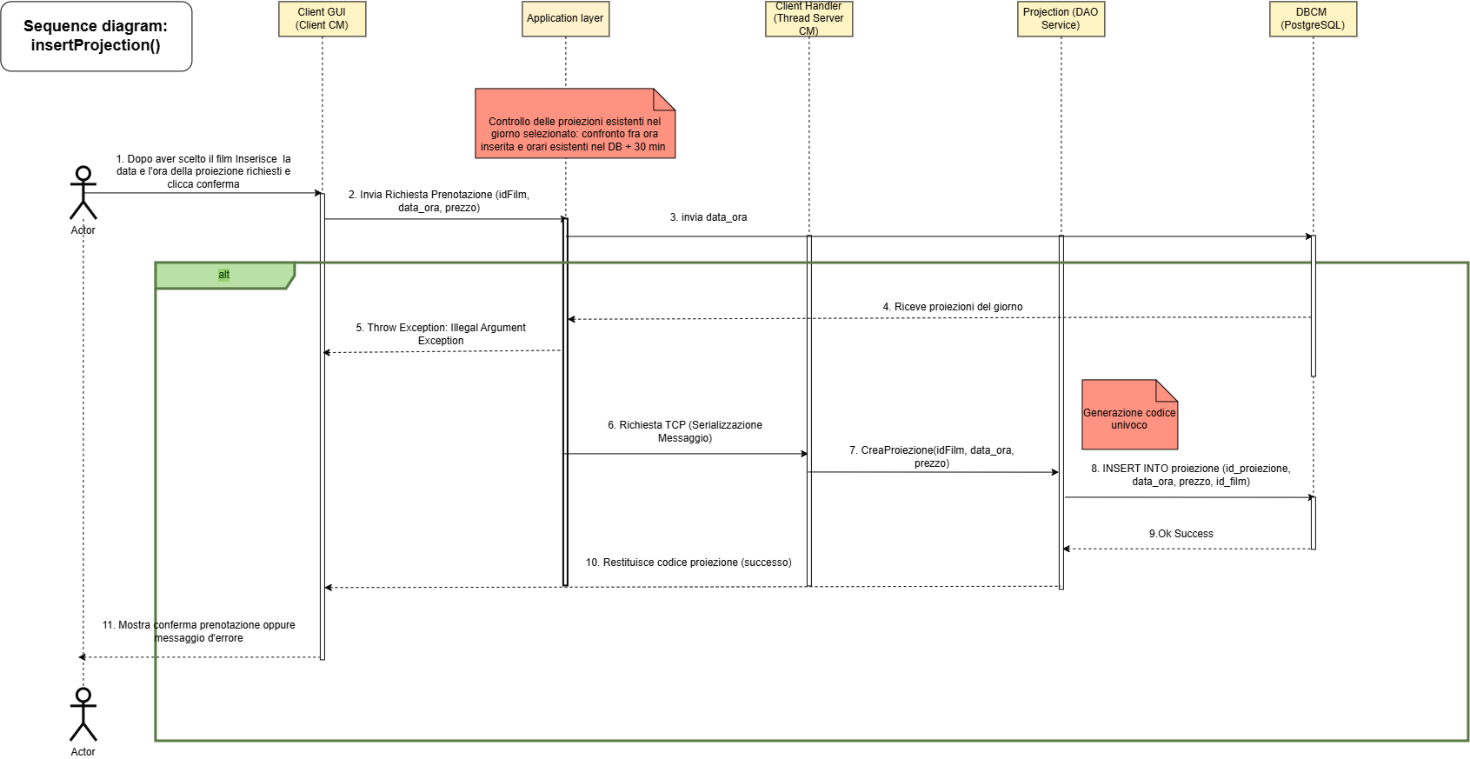 Sequence diagram:
insertProjection()
Client GUI
(Client CM)
Application layer
Client Handler
(Thread Server
CM)
Projection (DAO
Service)
DBCM
(PostgreSQL)
Controllo delle proiezioni esistenti nel
giorno selezionato: confronto fra ora
inserita e orari esistenti nel DB + 30 min
1. Dopo aver scelto il film Inserisce la
data e l'ora della proiezione richiesti e
clicca conferma
2. Invia Richiesta Prenotazione (idFilm,
data_ora, prezzo)
3. invia data_ora
Actor
alt
4. Riceve proiezioni del giorno
5. Throw Exception: Illegal Argument
Exception
Generazione codice
univoco
6. Richiesta TCP (Serializzazione
Messaggio)
7. CreaProiezione(idFilm, data_ora,
prezzo)
8. INSERT INTO proiezione (id_proiezione,
data_ora, prezzo, id_film)
9.Ok Success
10. Restituisce codice proiezione (successo)
11. Mostra conferma prenotazione oppure
messaggio d'errore
Actor